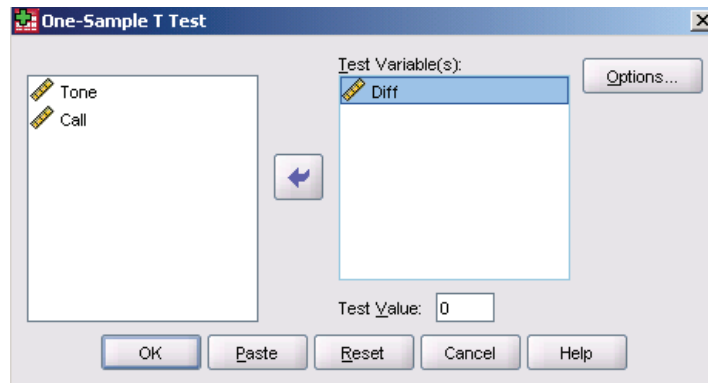 One-Sample T Test
Tone
Call
Test Variable(s):
Diff
Options...
Test Value: 0
OK Paste Reset Cancel Help